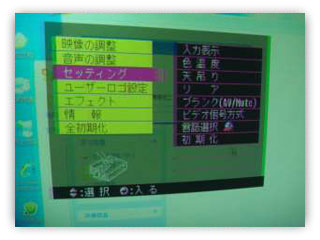 映像の調整
音声の調整
セッティング
ユーザーロゴ設定
エフェクト
情 報
全初期化
入力表示
色温度
天吊り
リ ア
ブランク(AV/Mute)
ビデオ信号方式
言語選択
初期化
:選択 :入る